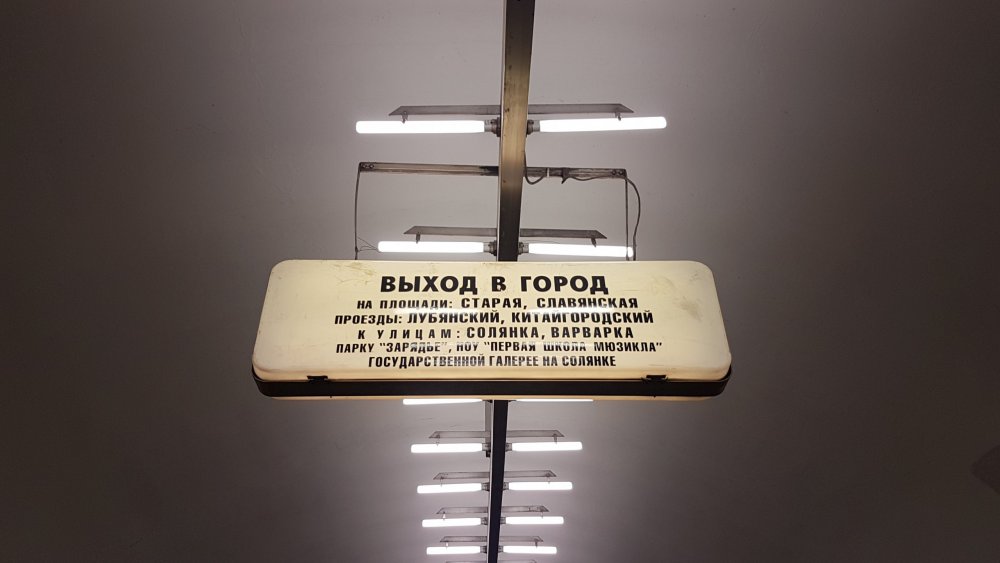 ВЫХОД В ГОРОД
НА ПЛОЩАДИ: СТАРАЯ, СЛАВЯНСКАЯ
ПРОЕЗДЫ: ЛУБЯНСКИЙ, КИТАЙГОРОДСКИЙ
К УЛИЦАМ: СОЛЯНКА, ВАРВАРКА
ПАРКУ "ЗАРЯДЬЕ", НОУ "ПЕРВАЯ ШКОЛА МЮЗИКЛА"
ГОСУДАРСТВЕННОЙ ГАЛЕРЕЕ НА СОЛЯНКЕ